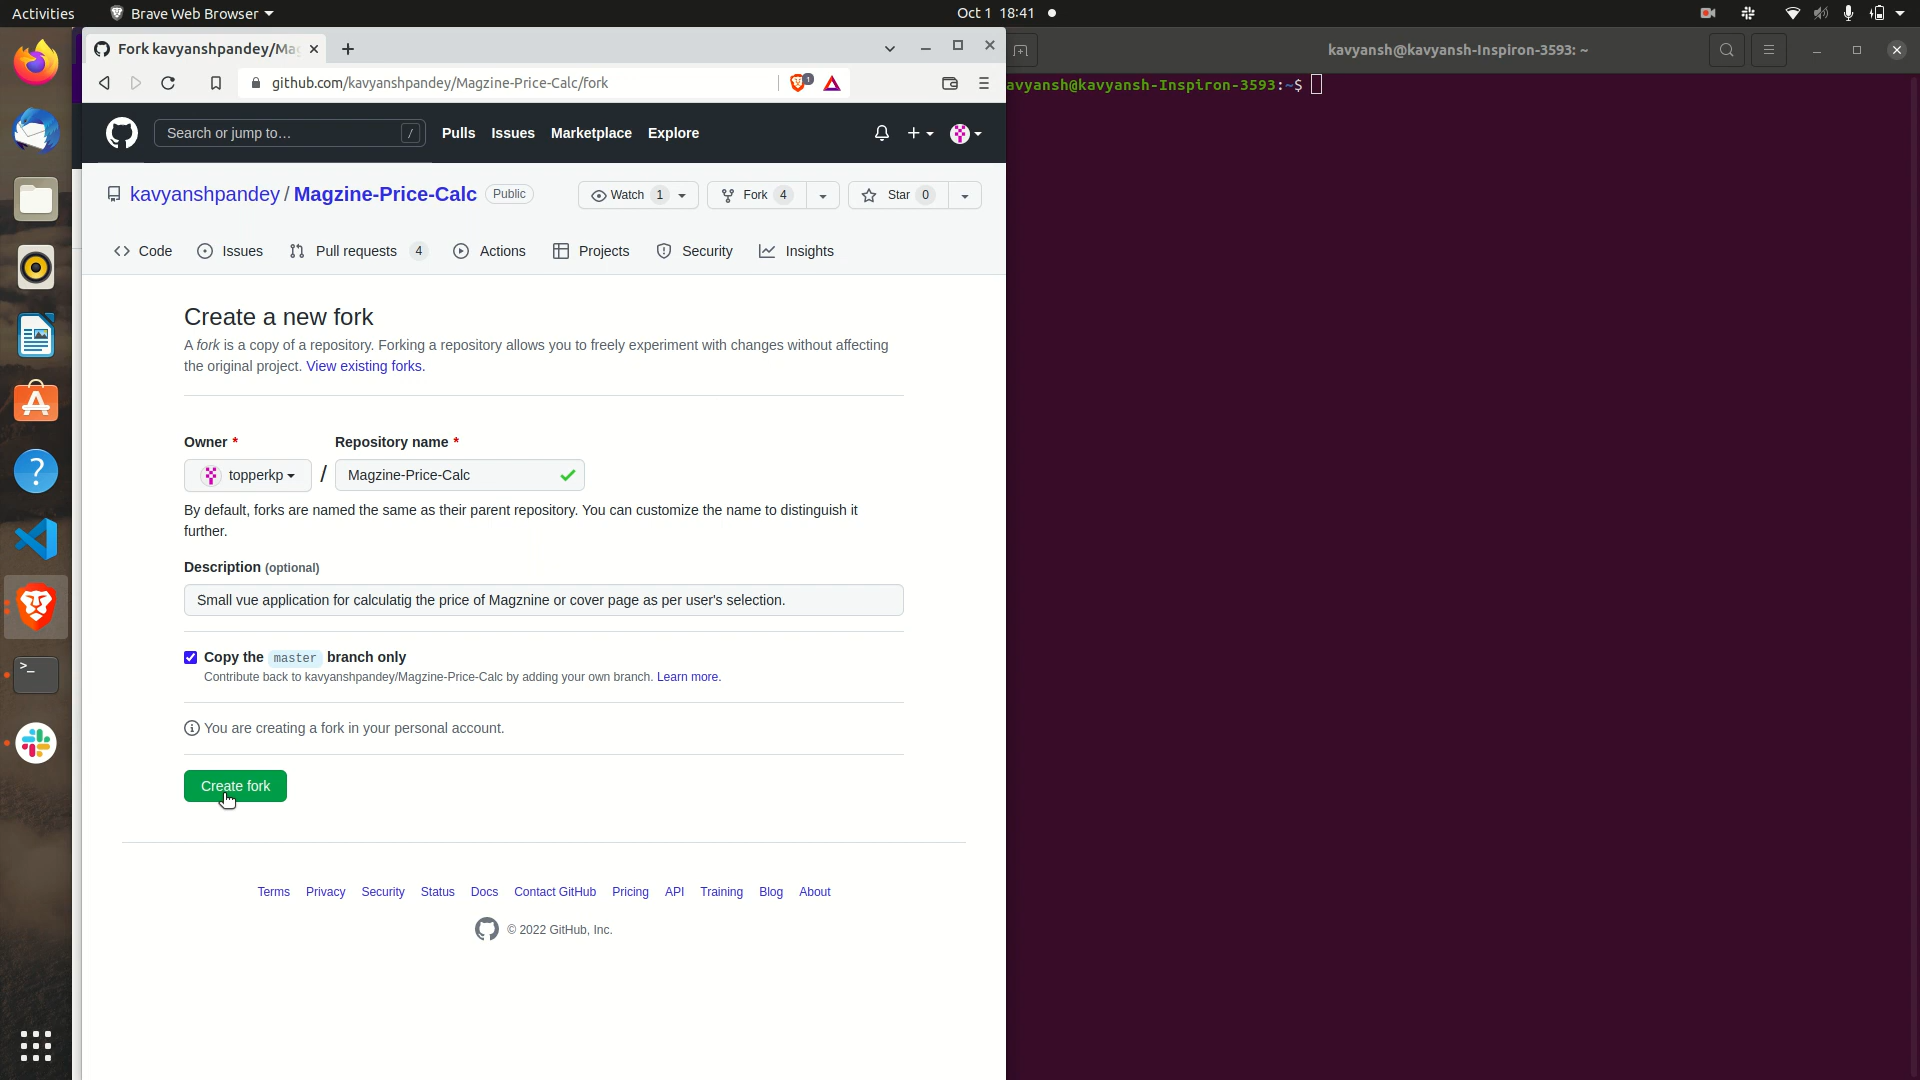 Activities
Brave Web Browser
Oct 1 18:41
Fork kavyanshpandey/Ma
github.com/kavyanshpandey/Magzine-Price-Calc/fork
1
kavyansh@kavyansh-Inspiron-3593: ~
avyansh@kavyansh-Inspiron-3593:~$
Search or jump to...
/
Pulls
Issues
Marketplace
Explore
kavyanshpandey / Magzine-Price-Calc
Public
Watch 1
Fork 4
Star 0
Code
Issues
Pull requests 4
Actions
Projects
Security
Insights
Create a new fork
A fork is a copy of a repository. Forking a repository allows you to freely experiment with changes without affecting
the original project. View existing forks.
Owner *
Repository name *
topperkp
/
Magzine-Price-Calc
By default, forks are named the same as their parent repository. You can customize the name to distinguish it
further.
Description (optional)
Small vue application for calculatig the price of Magznine or cover page as per user's selection.
Copy the master branch only
Contribute back to kavyanshpandey/Magzine-Price-Calc by adding your own branch. Learn more.
You are creating a fork in your personal account.
Create fork
Terms
Privacy
Security
Status
Docs
Contact GitHub
Pricing
API
Training
Blog
About
© 2022 GitHub, Inc.